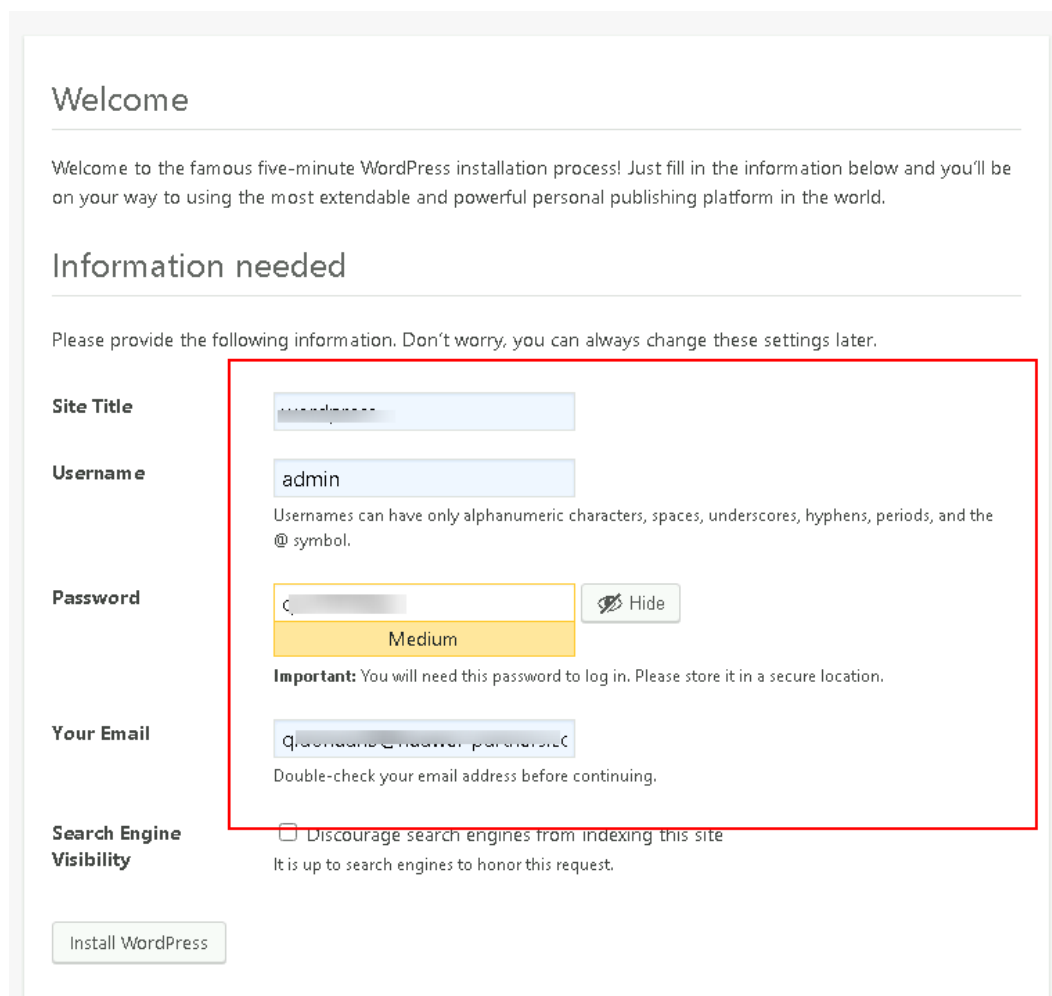 Welcome
Welcome to the famous five-minute WordPress installation process! Just fill in the information below and you’ll be
on your way to using the most extendable and powerful personal publishing platform in the world.
Information needed
Please provide the following information. Don’t worry, you can always change these settings later.
Site Title
Username admin
Usernames can have only alphanumeric characters, spaces, underscores, hyphens, periods, and the
@ symbol.
Password Hide
Medium
Important: You will need this password to log in. Please store it in a secure location.
Your Email
Double-check your email address before continuing.
Search Engine Discourage search engines from indexing this site
Visibility It is up to search engines to honor this request.
Install WordPress